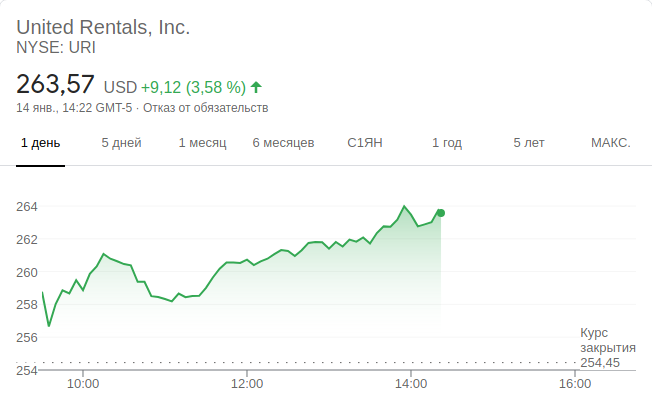 United Rentals, Inc.
NYSE: URI
263,57 USD +9,12 (3,58 %)
14 янв., 14:22 GMT-5 · Отказ от обязательств
1 день 5 дней 1 месяц 6 месяцев С1ЯН 1 год 5 лет МАКС.
264
262
260
258
256
254
Курс
закрытия
254,45
10:00 12:00 14:00 16:00